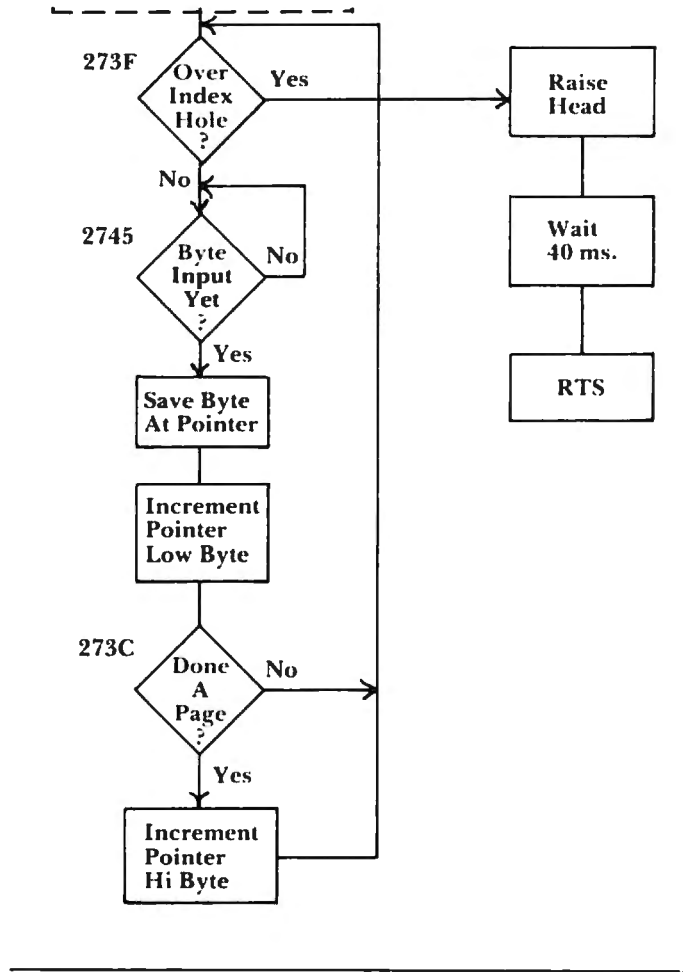 273F
Over
Index
Hole
?
Yes
No
Raise
Head
2745
Byte
Input
Yet
?
No
Yes
Wait
40 ms.
RTS
Save Byte
At Pointer
Increment
Pointer
Low Byte
273C
Done
A
Page
?
No
Yes
Increment
Pointer
Hi Byte